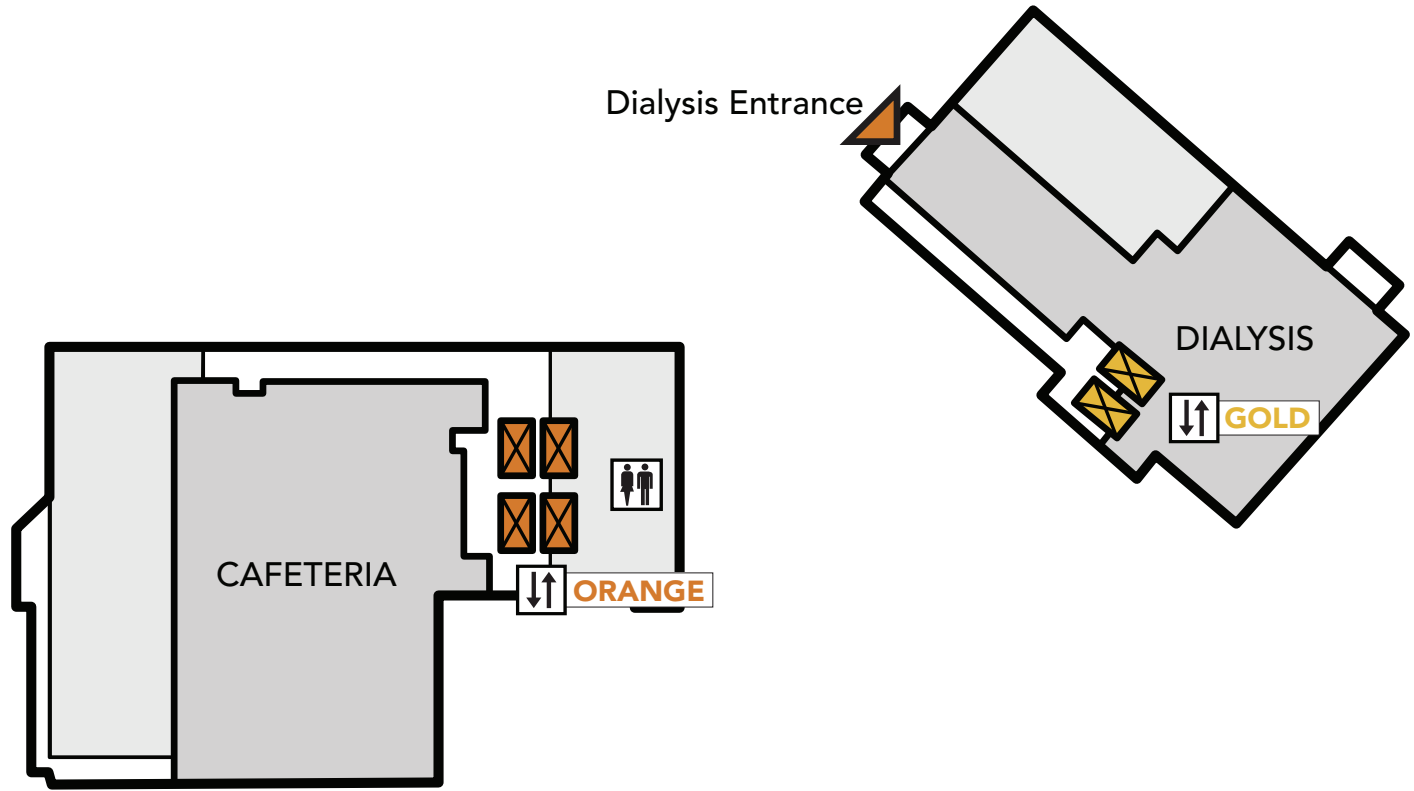 Dialysis Entrance
DIALYSIS
GOLD
CAFETERIA
ORANGE